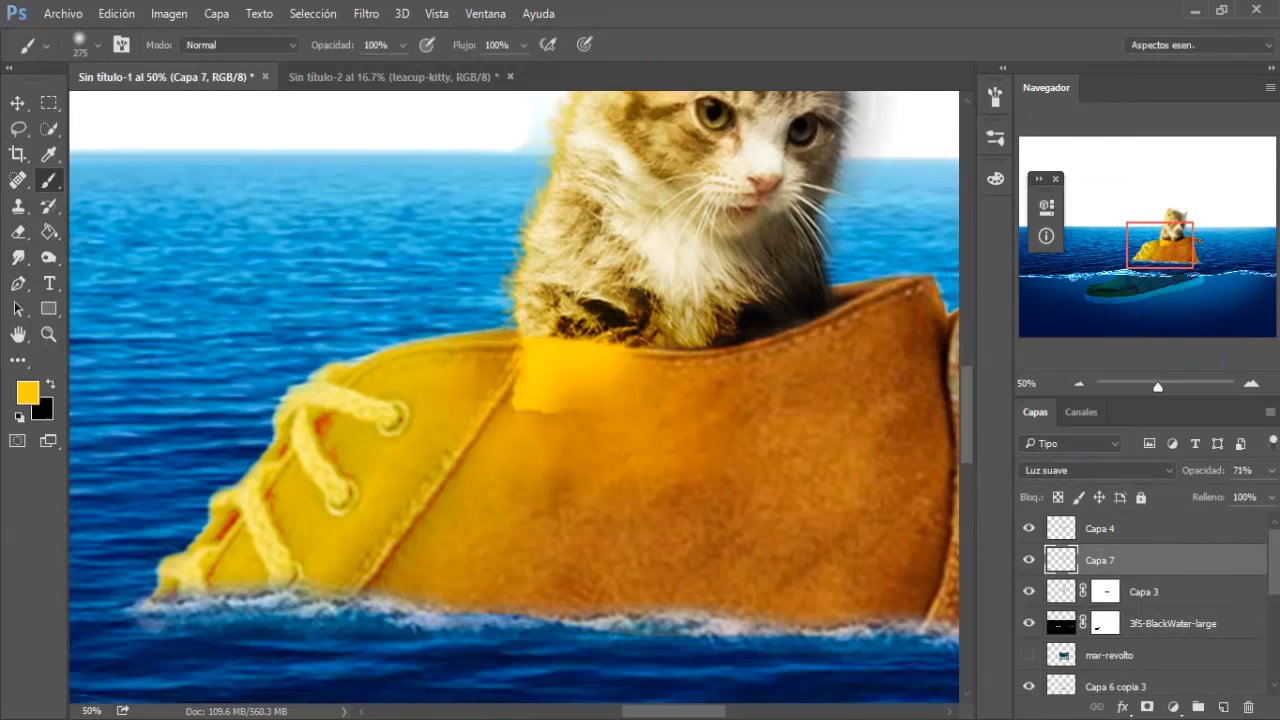 Ps Archivo Edición Imagen Capa Texto Selección Filtro 3D Vista Ventana Ayuda
275 Modo: Normal Opacidad: 100% Flujo: 100% Aspectos esen.
Sin título-1 al 50% (Capa 7, RGB/8) * Sin título-2 al 16.7% (teacup-kitty, RGB/8) *
Navegador
50%
Capas Canales
Tipo
Luz suave Opacidad: 71%
Bloq.: Relleno: 100%
Capa 4
Capa 7
Capa 3
3f5-BlackWater-large
mar-revolto
Capa 6 copia 3
50% Doc: 109.6 MB/560.3 MB